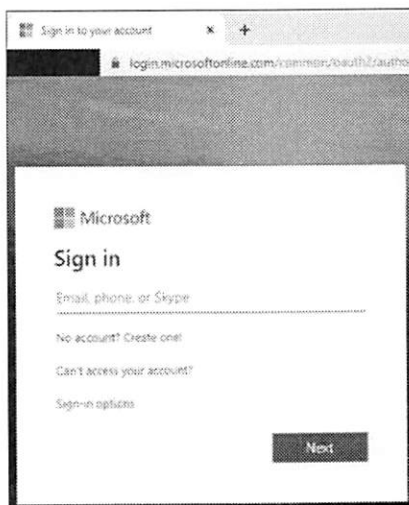 Sign in to your account
login.microsoftonline.com/common/oauth2/autho
Microsoft
Sign in
Email, phone, or Skype
No account? Create one!
Can't access your account?
Sign-in options
Next